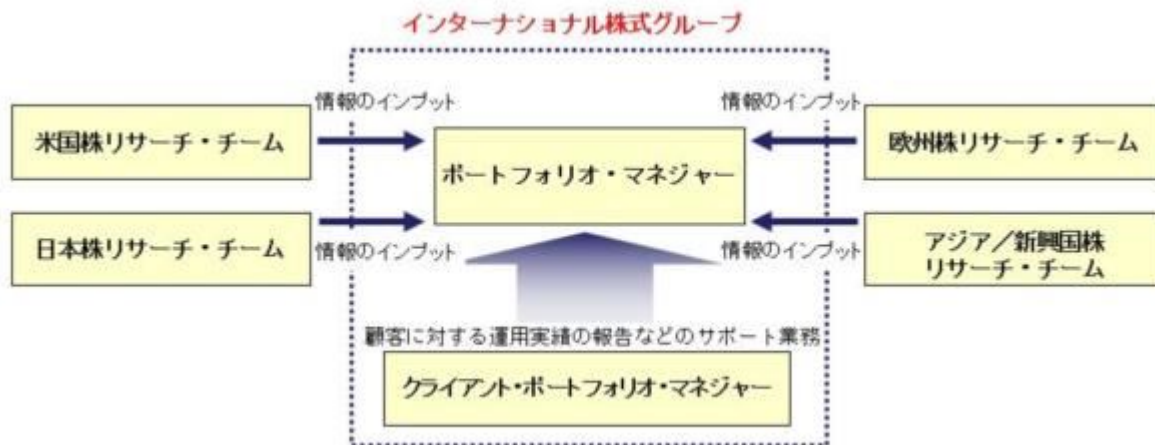 インターナショナル株式グループ
情報のインプット
情報のインプット
米国株リサーチ・チーム
欧州株リサーチ・チーム
ポートフォリオ・マネジャー
日本株リサーチ・チーム
アジア／新興国株
リサーチ・チーム
情報のインプット
情報のインプット
顧客に対する運用実績の報告などのサポート業務
クライアント・ポートフォリオ・マネジャー